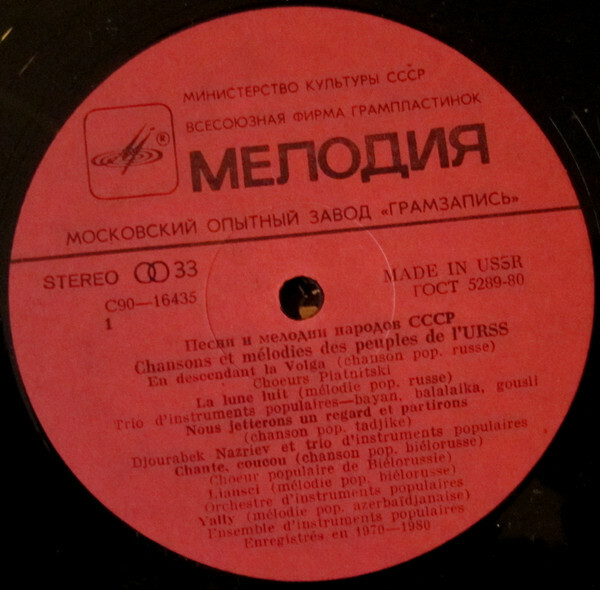 МИНИСТЕРСТВО КУЛЬТУРЫ СССР
ВСЕСОЮЗНАЯ ФИРМА ГРАМПЛАСТИНОК
®
МЕЛОДИЯ
МОСКОВСКИЙ ОПЫТНЫЙ ЗАВОД «ГРАМЗАПИСЬ»
STEREO 33
MADE IN USSR
С90—16435
ГОСТ 5289-80
1
Песни и мелодии народов СССР
Chansons et mélodies des peuples de l'URSS
En descendant la Volga (chanson pop. russe)
Choeurs Piatnitski
La lune luit (mélodie pop. russe)
Trio d'instruments populaires—bayan, balalaika, gousli
Nous jetterons un regard et partirons
(chanson pop. tadjike)
Djourabek Nazriev et trio d'instruments populaires
Chante, coucou (chanson pop. biélorusse)
Choeur populaire de Biélorussie)
Liansci (mélodie pop. biélorusse)
Orchestre d'instruments populaires
Yally (mélodie pop. azerbaïdjanaise)
Ensemble d'instruments populaires
Enregistrés en 1970—1980